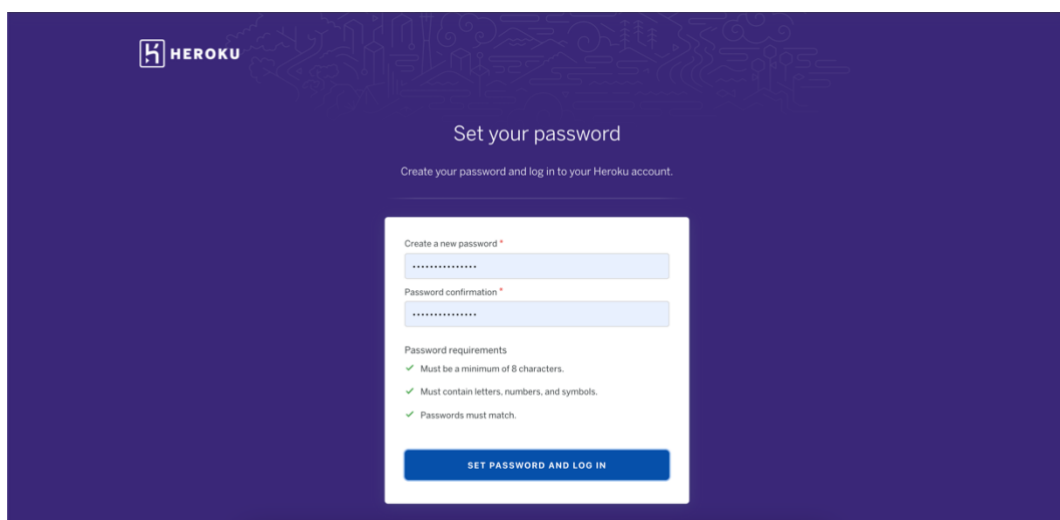 HEROKU
Set your password
Create your password and log in to your Heroku account.
Create a new password *
•••••••••••••••
Password confirmation *
•••••••••••••••
Password requirements
✓ Must be a minimum of 8 characters.
✓ Must contain letters, numbers, and symbols.
✓ Passwords must match.
SET PASSWORD AND LOG IN